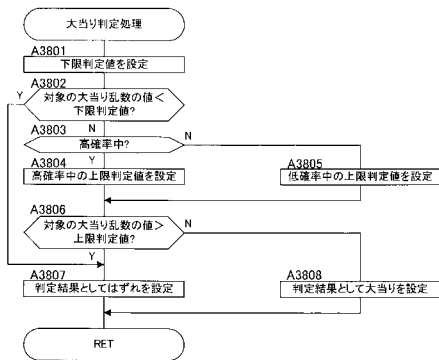 大当り判定処理
A3801
下限判定値を設定
A3802
Y
対象の大当り乱数の値<
下限判定値?
A3803
N
高確率中?
N
A3804
Y
A3805
高確率中の上限判定値を設定
低確率中の上限判定値を設定
A3806
対象の大当り乱数の値>
上限判定値?
N
Y
A3807
A3808
判定結果としてはずれを設定
判定結果として大当りを設定
RET